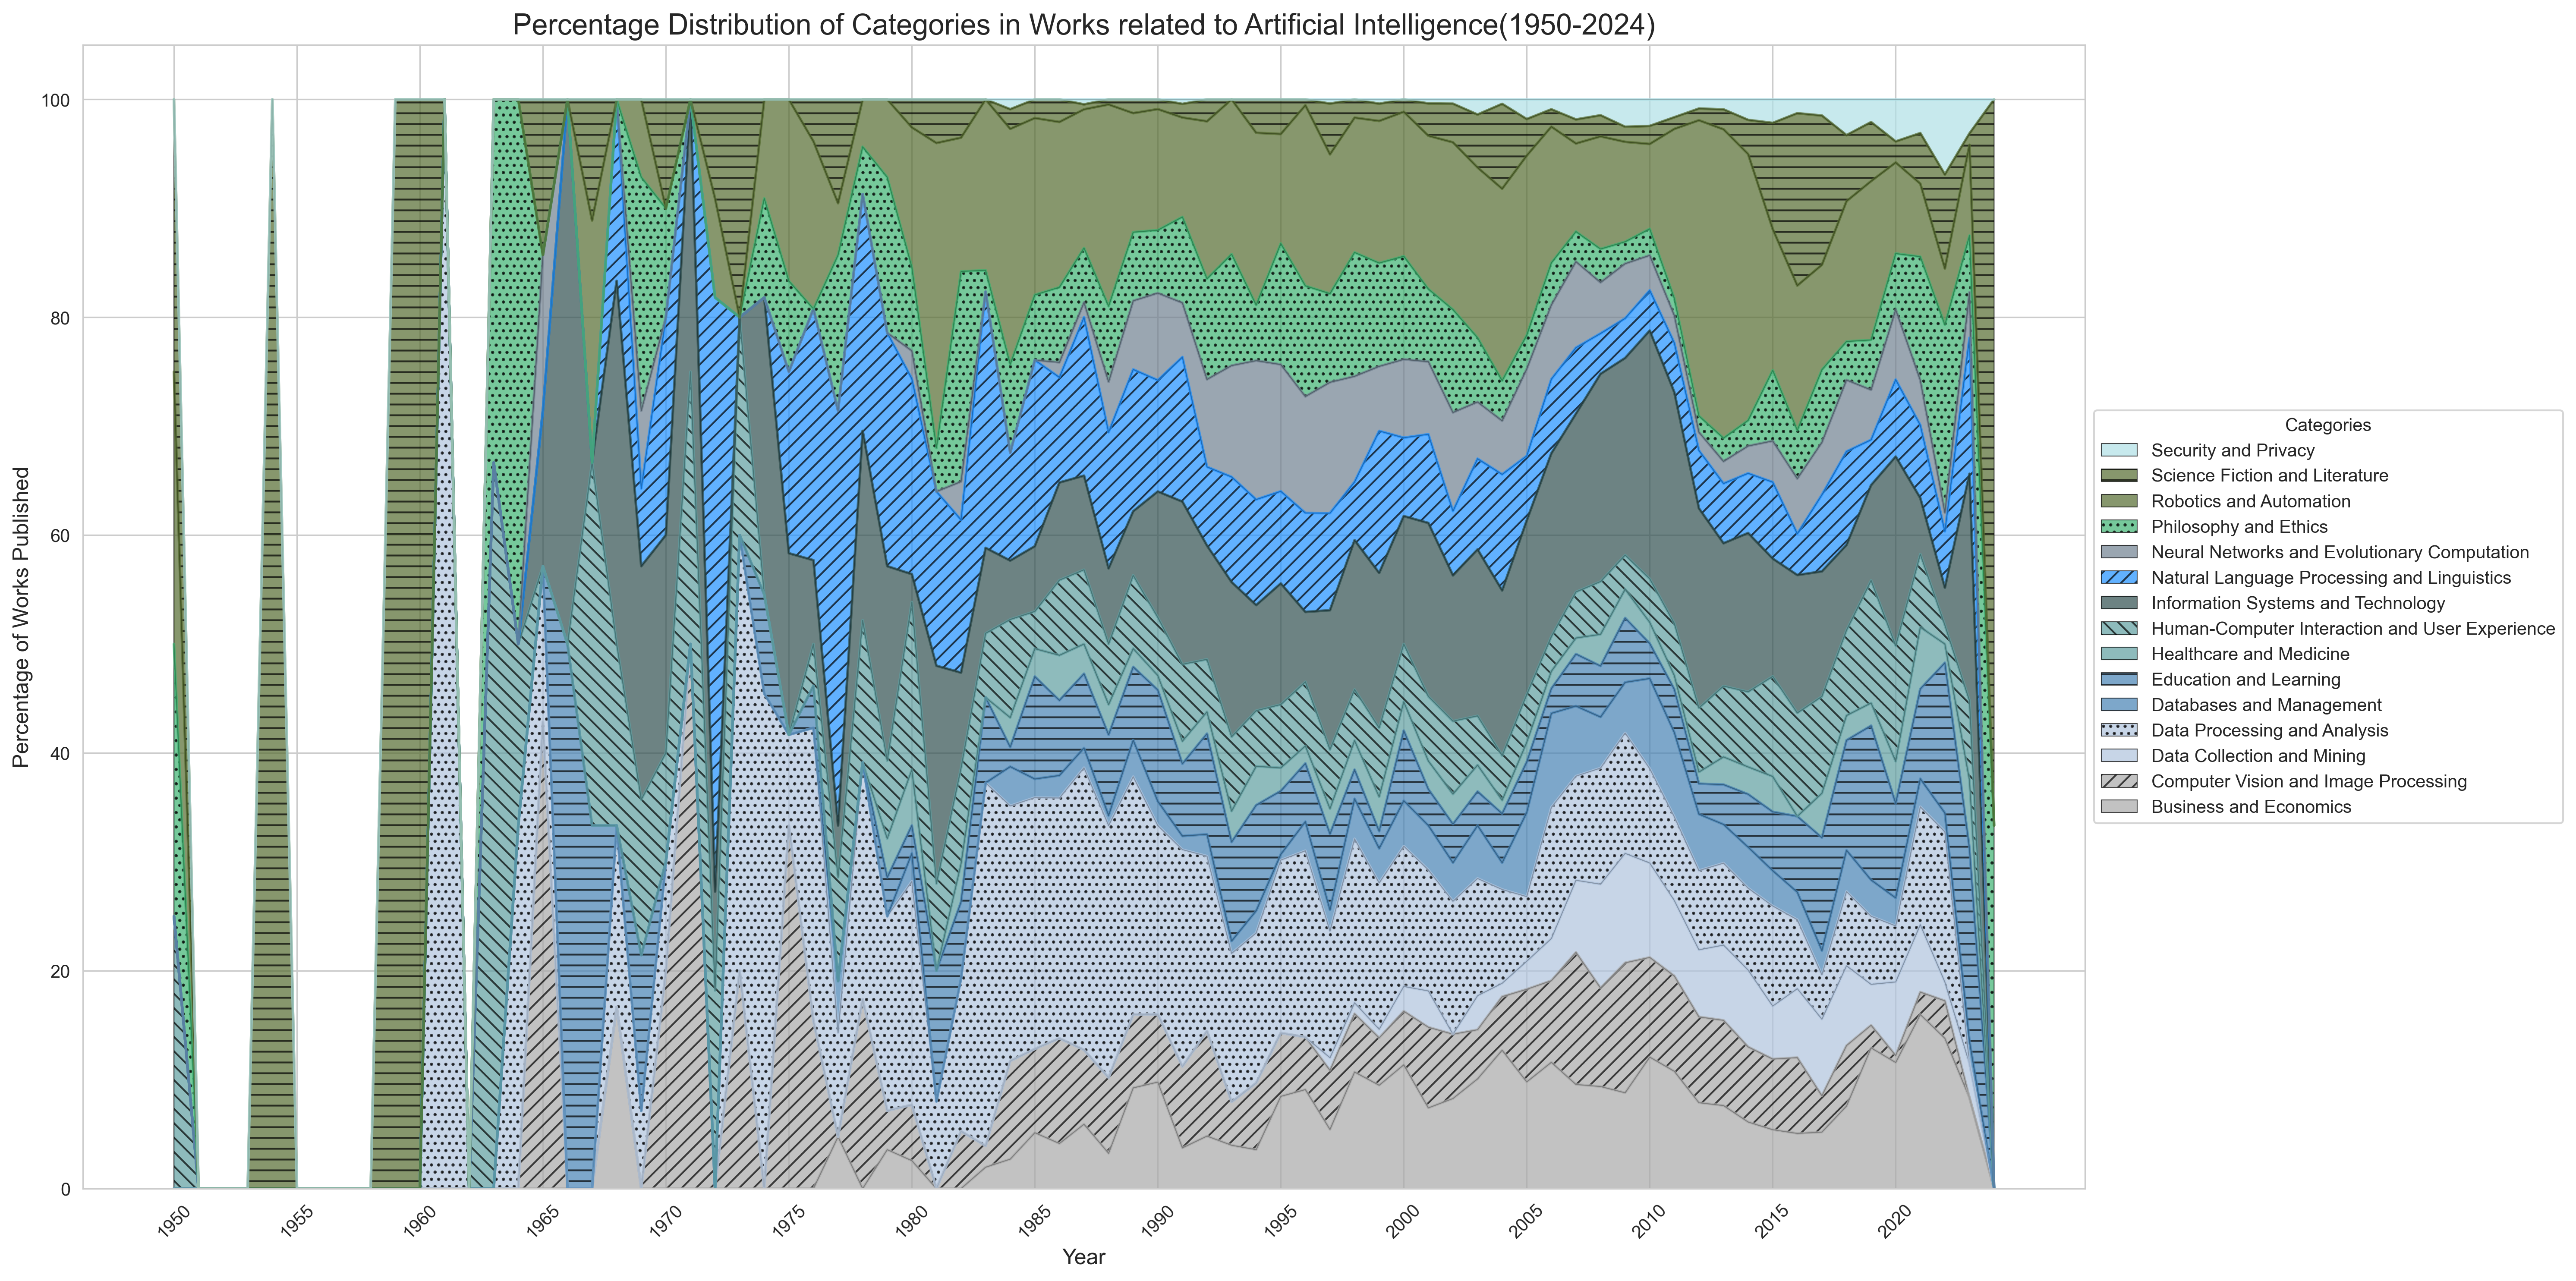 Percentage Distribution of Categories in Works related to Artificial Intelligence(1950-2024)
Percentage of Works Published
100
80
60
40
20
0
1950
1955
1960
1965
1970
1975
1980
1985
1990
1995
2000
2005
2010
2015
2020
Year
Categories
Security and Privacy
Science Fiction and Literature
Robotics and Automation
Philosophy and Ethics
Neural Networks and Evolutionary Computation
Natural Language Processing and Linguistics
Information Systems and Technology
Human-Computer Interaction and User Experience
Healthcare and Medicine
Education and Learning
Databases and Management
Data Processing and Analysis
Data Collection and Mining
Computer Vision and Image Processing
Business and Economics